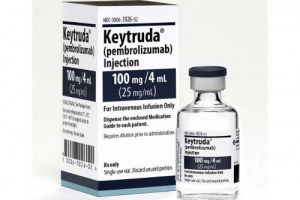 NDC 0006-3026-02
Keytruda®
(pembrolizumab)
Injection
100 mg/4 mL
(25 mg/mL)
For Intravenous Infusion Only
Dispense the enclosed Medication
Guide to each patient.
Requires dilution prior to administration.
Rx only
Single-use vial. Discard unused portion.
Keytruda®
(pembrolizumab)
Injection
100 mg/4 mL
(25 mg/mL)
For Intravenous Infusion Only
Rx only